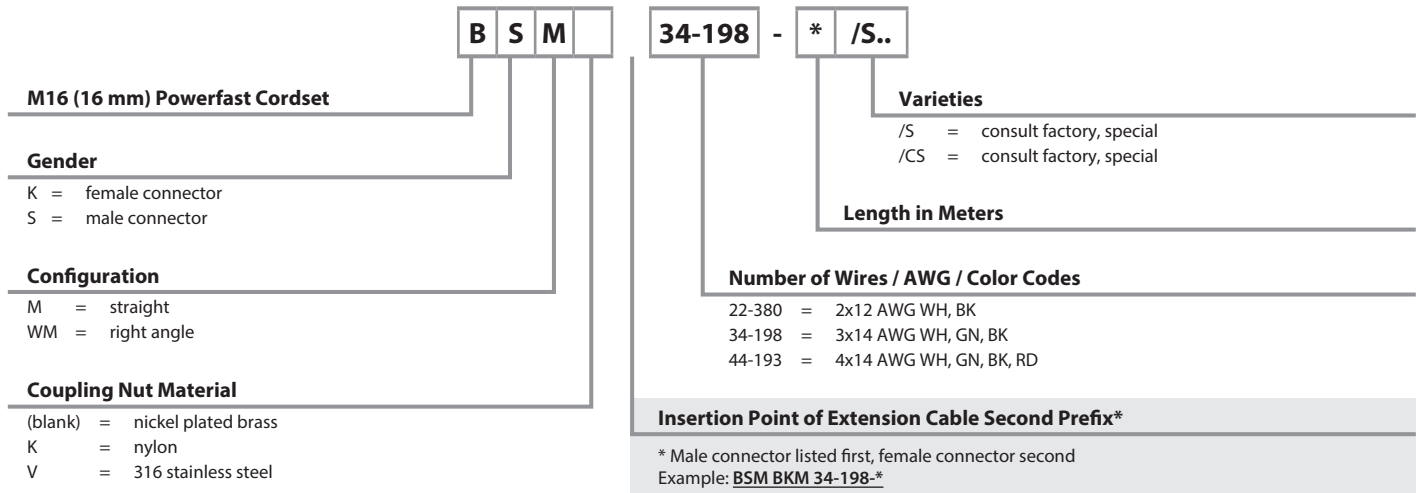 B S M 34-198 - * /S..
M16 (16 mm) Powerfast Cordset
Gender
K = female connector
S = male connector
Configuration
M = straight
WM = right angle
Coupling Nut Material
(blank) = nickel plated brass
K = nylon
V = 316 stainless steel
Varieties
/S = consult factory, special
/CS = consult factory, special
Length in Meters
Number of Wires / AWG / Color Codes
22-380 = 2x12 AWG WH, BK
34-198 = 3x14 AWG WH, GN, BK
44-193 = 4x14 AWG WH, GN, BK, RD
Insertion Point of Extension Cable Second Prefix*
* Male connector listed first, female connector second
Example: BSM BKM 34-198-*